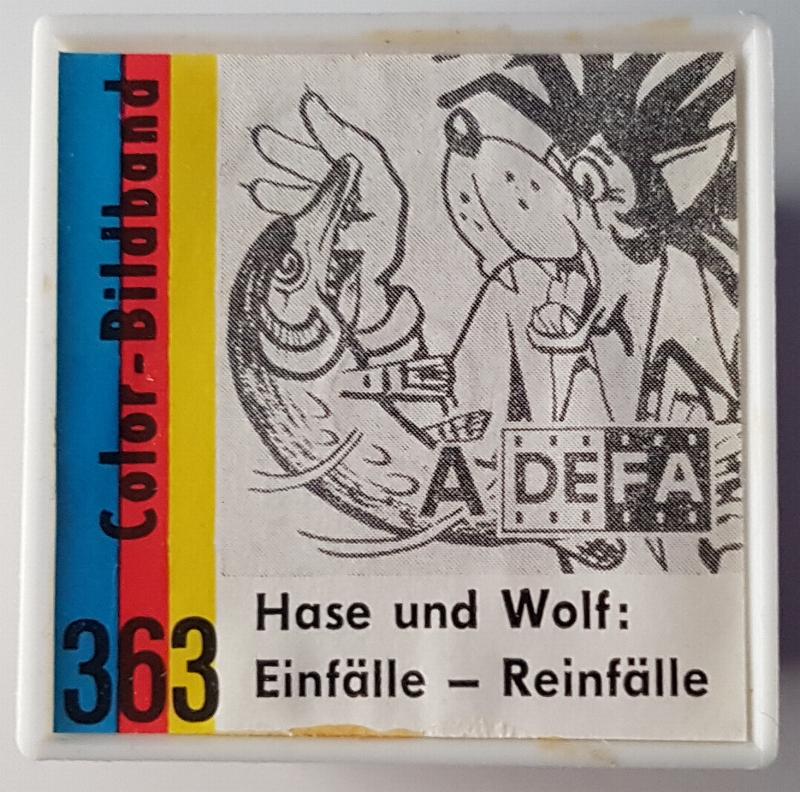 Color-Bildband
363
A DEFA
Hase und Wolf:
Einfälle – Reinfälle